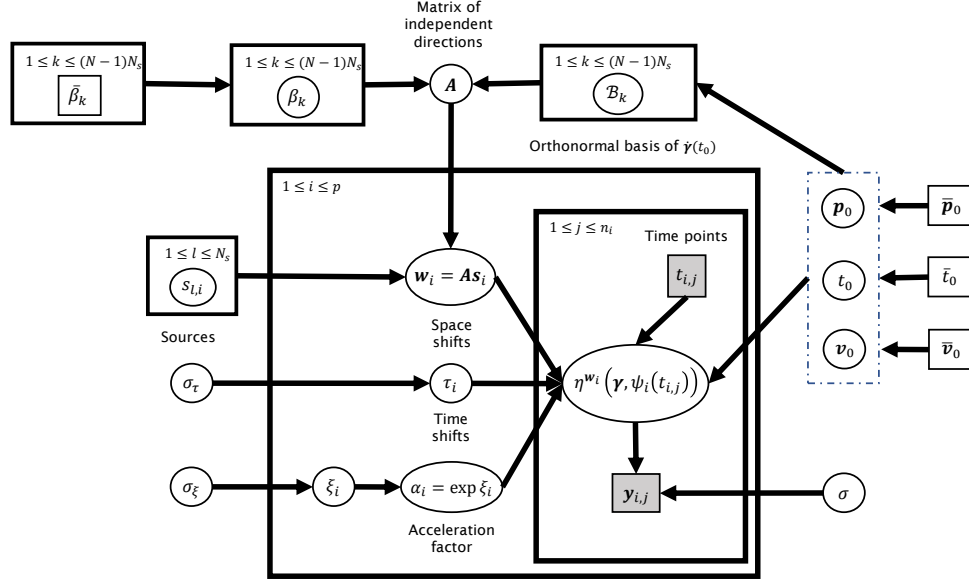 Matrix of
independent
directions
1 ≤ k ≤ (N − 1)N_s
β̄_k
1 ≤ k ≤ (N − 1)N_s
β_k
A
1 ≤ k ≤ (N − 1)N_s
ℬ_k
Orthonormal basis of γ̇(t_0)
1 ≤ i ≤ p
1 ≤ j ≤ n_i
Time points
t_{i,j}
p_0
p̄_0
t_0
t̄_0
v_0
v̄_0
1 ≤ l ≤ N_s
s_{l,i}
Sources
w_i = As_i
Space
shifts
σ_τ
τ_i
Time
shifts
η^{w_i}(γ, ψ_i(t_{i,j}))
σ_ξ
ξ_i
α_i = exp ξ_i
Acceleration
factor
y_{i,j}
σ